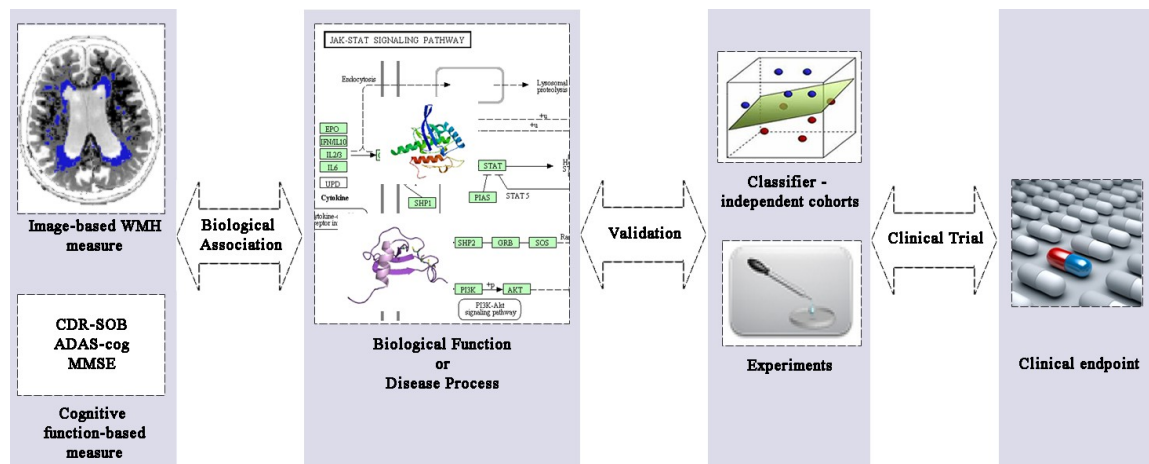 Image-based WMH
measure
CDR-SOB
ADAS-cog
MMSE
Cognitive
function-based
measure
Biological
Association
JAK-STAT SIGNALING PATHWAY
Endocytosis
Lysosomal
proteolysis
+u
+u
EPO
IFN/IL10
IL2/3
IL6
UPD
Cytokine
SHP1
STAT
PIAS
STAT 5
SHP2
GRB
SOS
PI3K
+p
AKT
PI3K-Akt
signaling pathway
Biological Function
or
Disease Process
Validation
Classifier -
independent cohorts
Experiments
Clinical Trial
Clinical endpoint